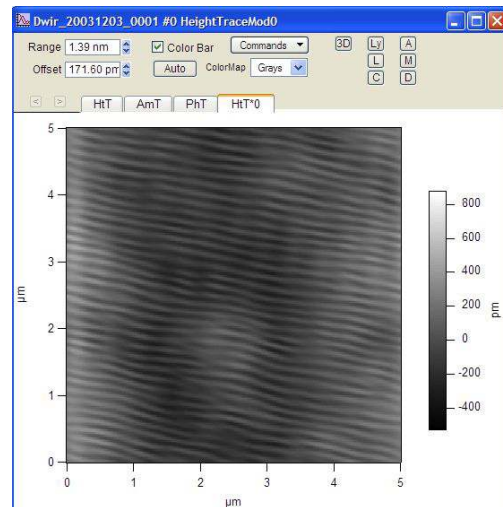 Dwir_20031203_0001 #0 HeightTraceMod0
Range 1.39 nm Color Bar Commands 3D Ly A
L M
Offset 171.60 pm Auto ColorMap Grays C D
< > HtT AmT PhT HtT*0
5
4
3
2
1
0
µm
0 1 2 3 4 5
µm
800
600
400
200
0
-200
-400
pm